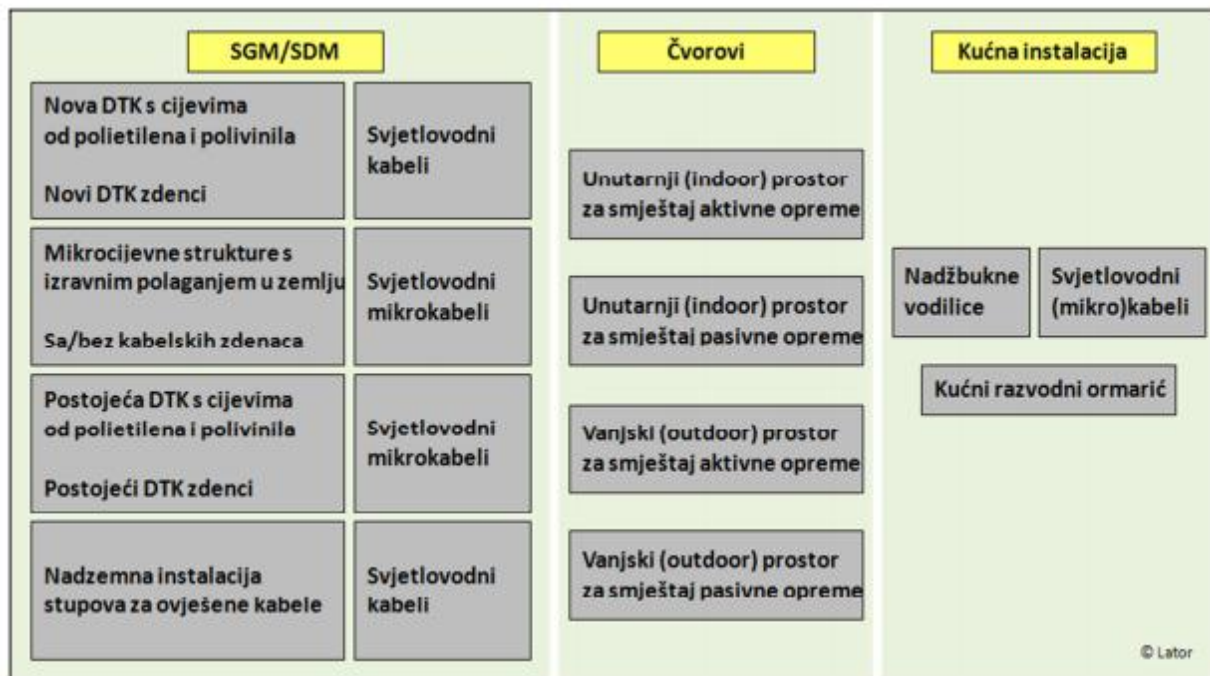 SGM/SDM
Nova DTK s cijevima
od polietilena i polivinila
Novi DTK zdenci
Svjetlovodni
kabeli
Mikrocijevne strukture s
izravnim polaganjem u zemlju
Sa/bez kabelskih zdenaca
Svjetlovodni
mikrokabeli
Postojeća DTK s cijevima
od polietilena i polivinila
Postojeći DTK zdenci
Svjetlovodni
mikrokabeli
Nadzemna instalacija
stupova za ovješene kabele
Svjetlovodni
kabeli
Čvorovi
Unutarnji (indoor) prostor
za smještaj aktivne opreme
Unutarnji (indoor) prostor
za smještaj pasivne opreme
Vanjski (outdoor) prostor
za smještaj aktivne opreme
Vanjski (outdoor) prostor
za smještaj pasivne opreme
Kućna instalacija
Nadžbukne
vodilice
Svjetlovodni
(mikro)kabeli
Kućni razvodni ormarić
© Lator